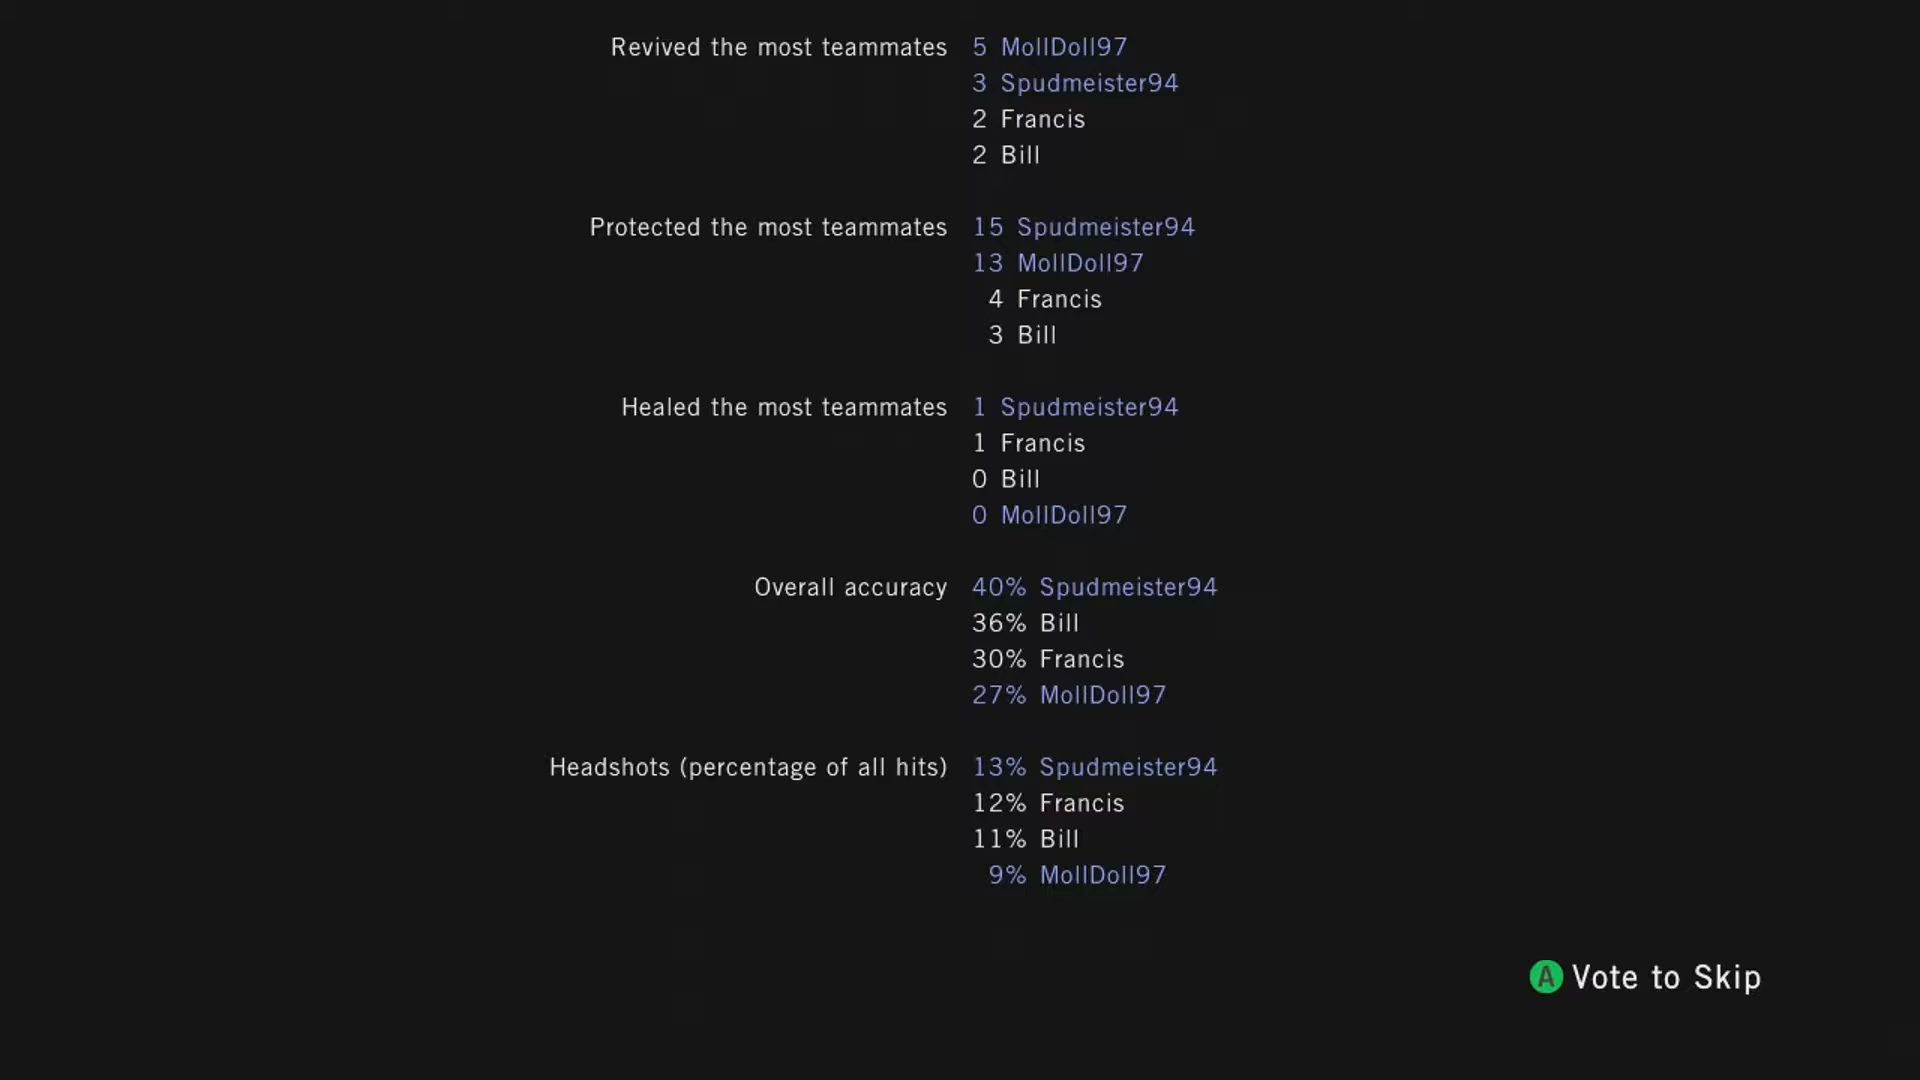 Revived the most teammates 5 MollDoll97
3 Spudmeister94
2 Francis
2 Bill
Protected the most teammates 15 Spudmeister94
13 MollDoll97
4 Francis
3 Bill
Healed the most teammates 1 Spudmeister94
1 Francis
0 Bill
0 MollDoll97
Overall accuracy 40% Spudmeister94
36% Bill
30% Francis
27% MollDoll97
Headshots (percentage of all hits) 13% Spudmeister94
12% Francis
11% Bill
9% MollDoll97
A Vote to Skip